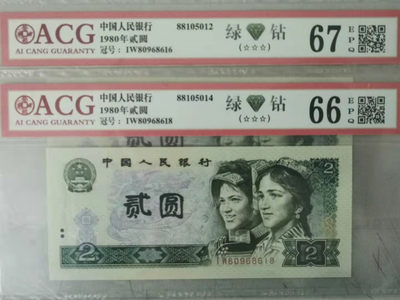 ACG
AI CANG GUARANTY
中国人民银行 88105012
1980年贰圆
冠号：IW80968616
绿 钻
(☆☆☆)
67 EPQ
ACG
AI CANG GUARANTY
中国人民银行 88105014
1980年贰圆
冠号：IW80968618
绿 钻
(☆☆☆)
66 EPQ
中国人民银行
2
贰圆
2
IW80968618
2